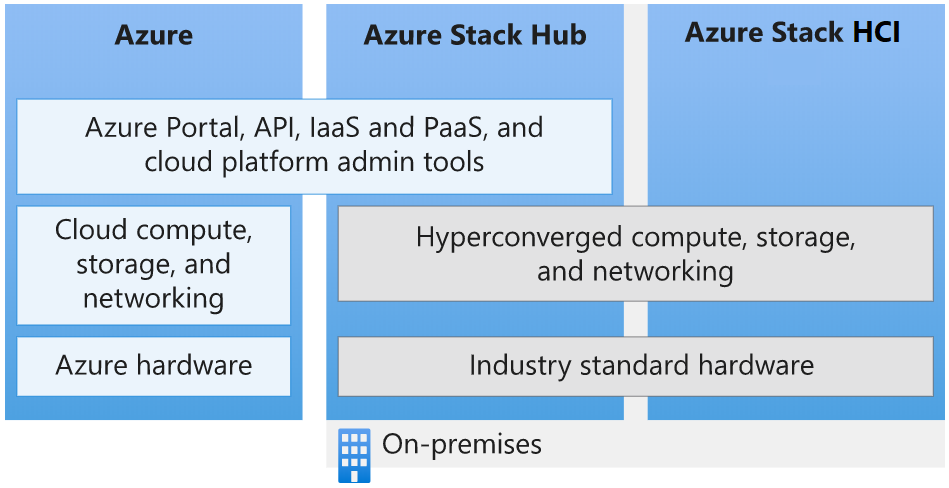 Azure
Azure Stack Hub
Azure Stack HCI
Azure Portal, API, IaaS and PaaS, and
cloud platform admin tools
Cloud compute,
storage, and
networking
Hyperconverged compute, storage,
and networking
Azure hardware
Industry standard hardware
On-premises